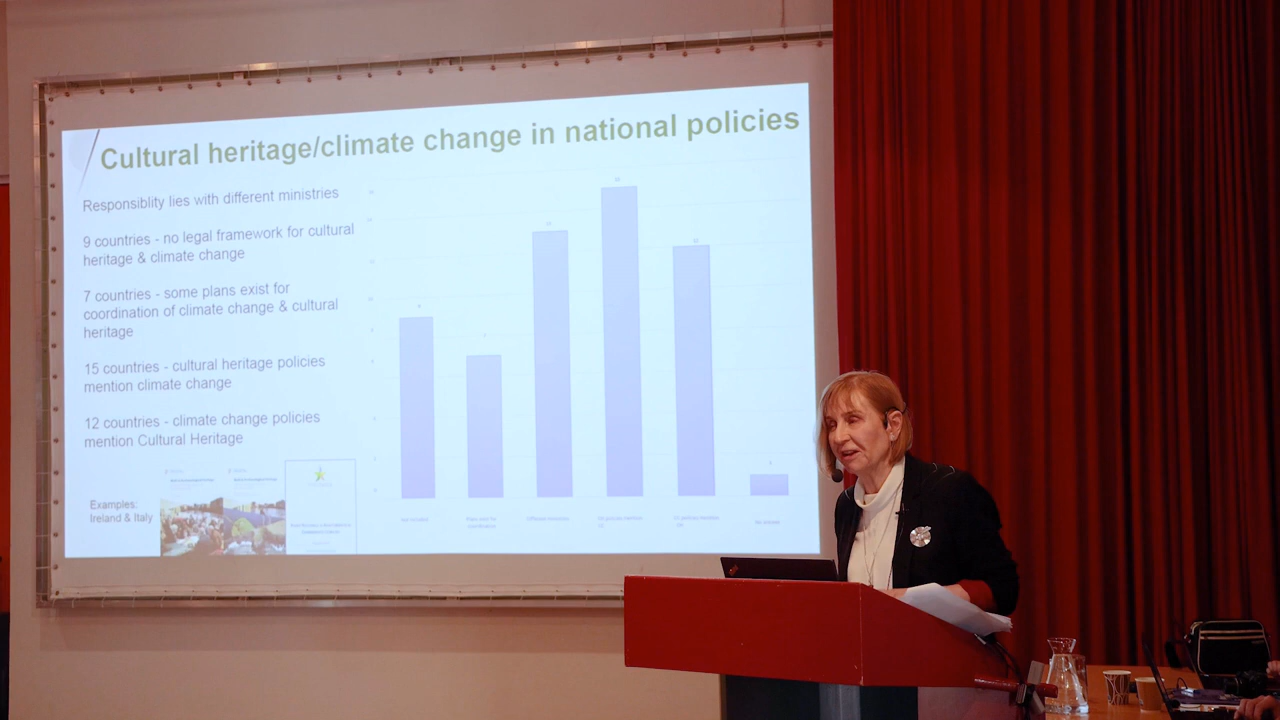 Cultural heritage/climate change in national policies
Responsiblity lies with different ministries
9 countries - no legal framework for cultural
heritage & climate change
7 countries - some plans exist for
coordination of climate change & cultural
heritage
15 countries - cultural heritage policies
mention climate change
12 countries - climate change policies
mention Cultural Heritage
Examples:
Ireland & Italy